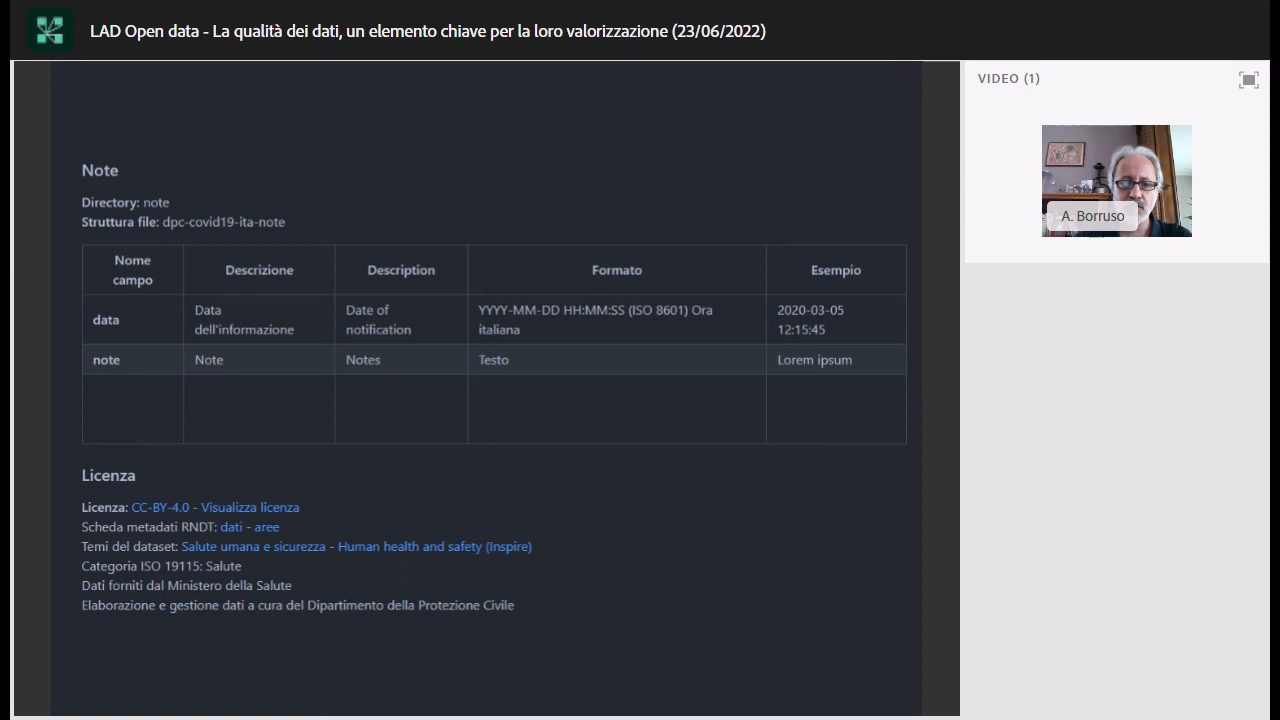 LAD Open data - La qualità dei dati, un elemento chiave per la loro valorizzazione (23/06/2022)
VIDEO (1)
A. Borruso
Note
Directory: note
Struttura file: dpc-covid19-ita-note
Nome campo Descrizione Description Formato Esempio
data Data dell'informazione Date of notification YYYY-MM-DD HH:MM:SS (ISO 8601) Ora italiana 2020-03-05 12:15:45
note Note Notes Testo Lorem ipsum
Licenza
Licenza: CC-BY-4.0 - Visualizza licenza
Scheda metadati RNDT: dati - aree
Temi del dataset: Salute umana e sicurezza - Human health and safety (Inspire)
Categoria ISO 19115: Salute
Dati forniti dal Ministero della Salute
Elaborazione e gestione dati a cura del Dipartimento della Protezione Civile